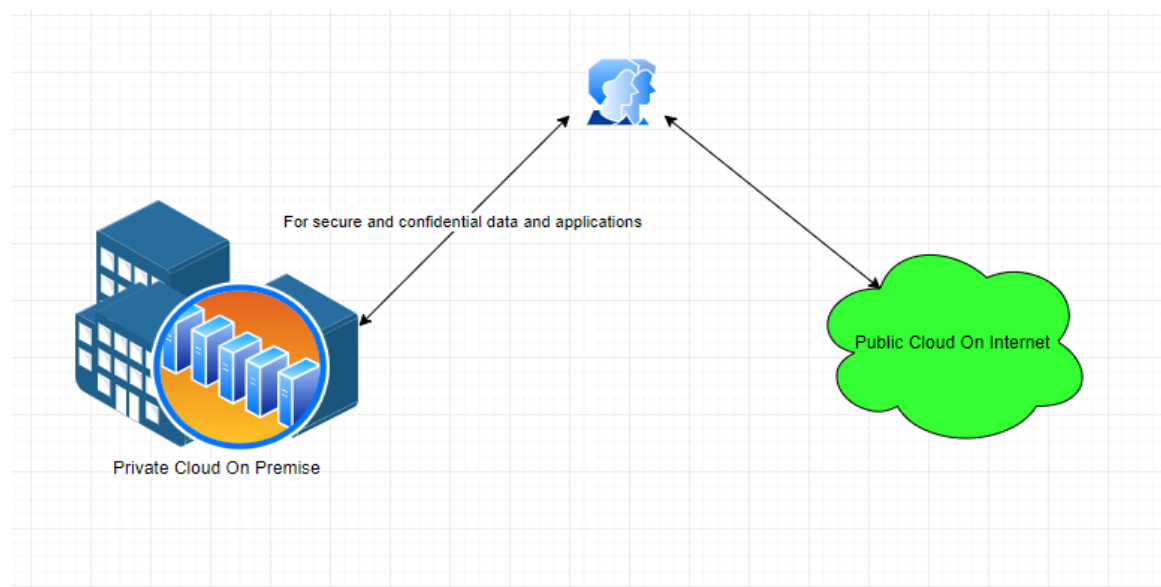 For secure and confidential data and applications
Public Cloud On Internet
Private Cloud On Premise